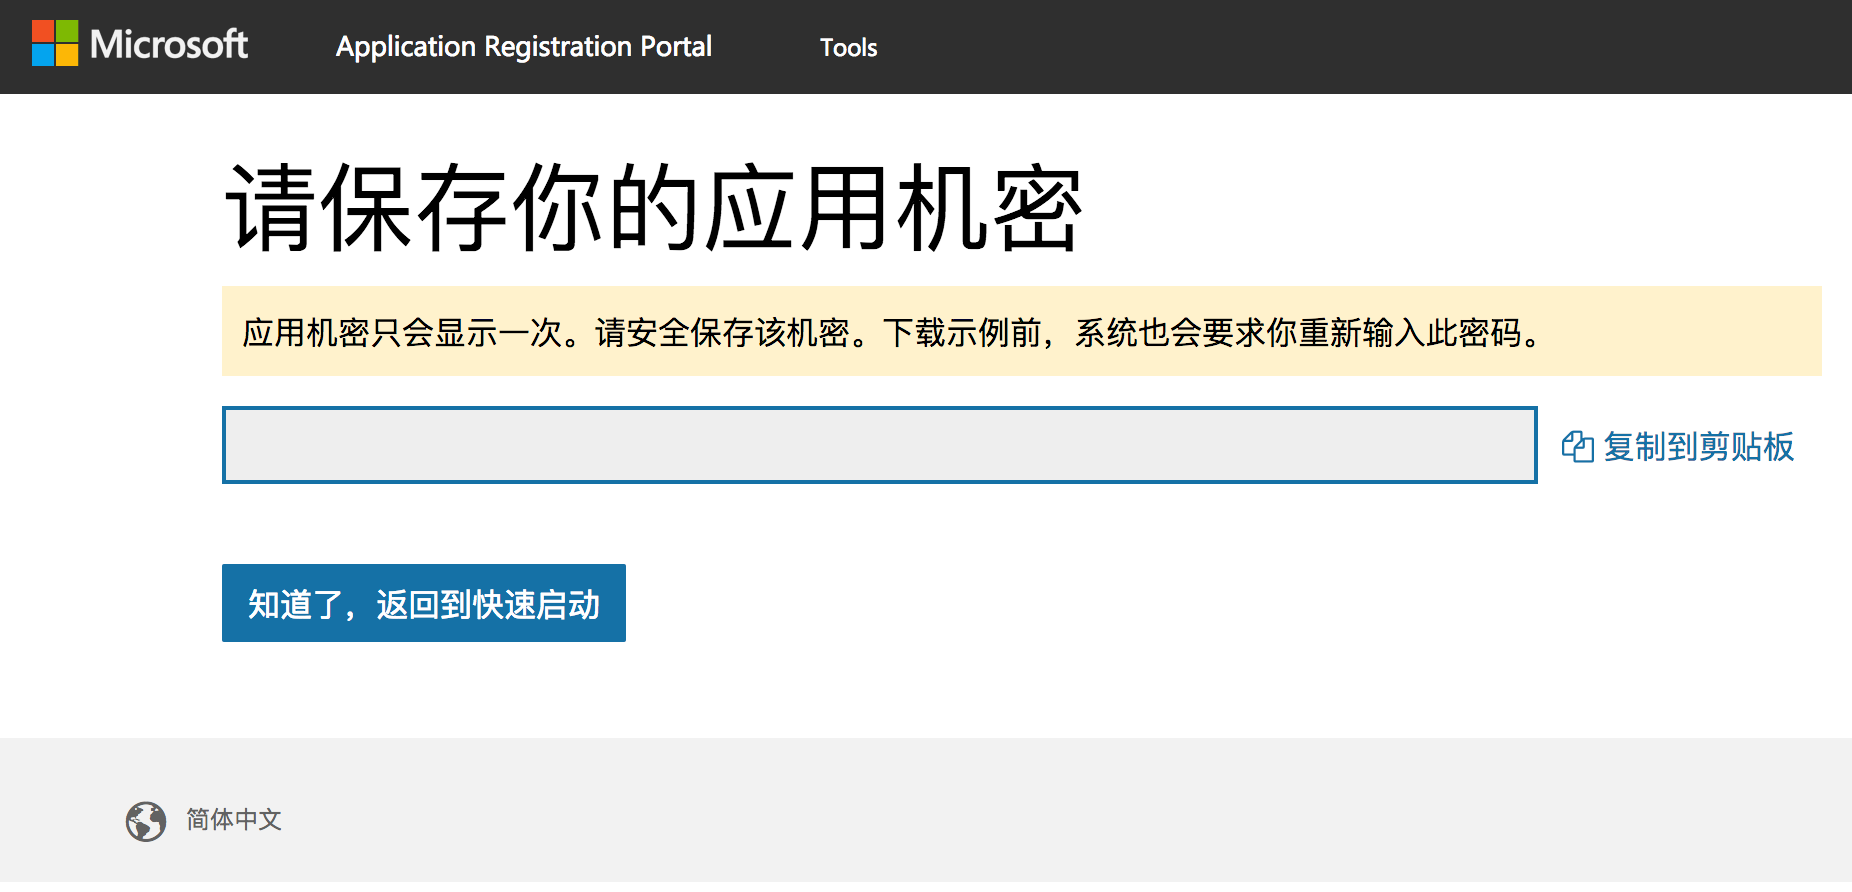 Microsoft Application Registration Portal Tools
请保存你的应用机密
应用机密只会显示一次。请安全保存该机密。下载示例前，系统也会要求你重新输入此密码。
复制到剪贴板
知道了，返回到快速启动
简体中文